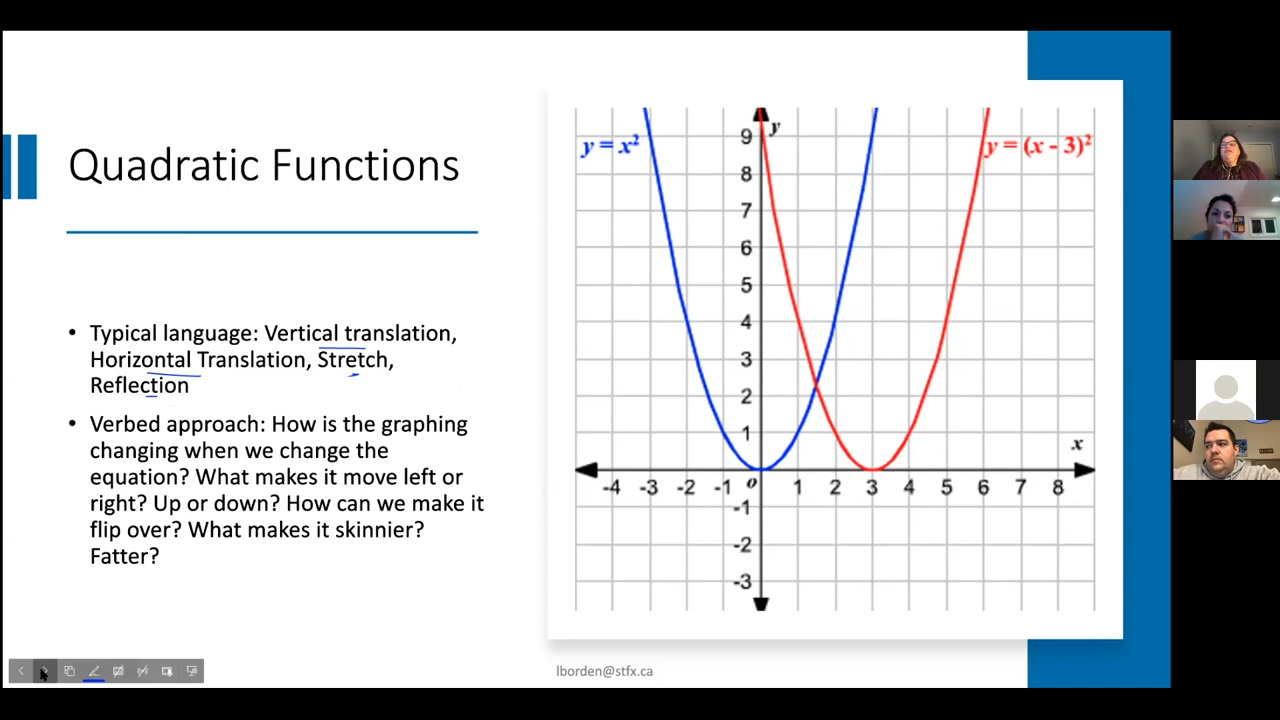 Quadratic Functions
• Typical language: Vertical translation,
Horizontal Translation, Stretch,
Reflection
• Verbed approach: How is the graphing
changing when we change the
equation? What makes it move left or
right? Up or down? How can we make it
flip over? What makes it skinnier?
Fatter?
y = x²
y
y = (x - 3)²
9
8
7
6
5
4
3
2
1
x
-4 -3 -2 -1 o 1 2 3 4 5 6 7 8
-1
-2
-3
lborden@stfx.ca